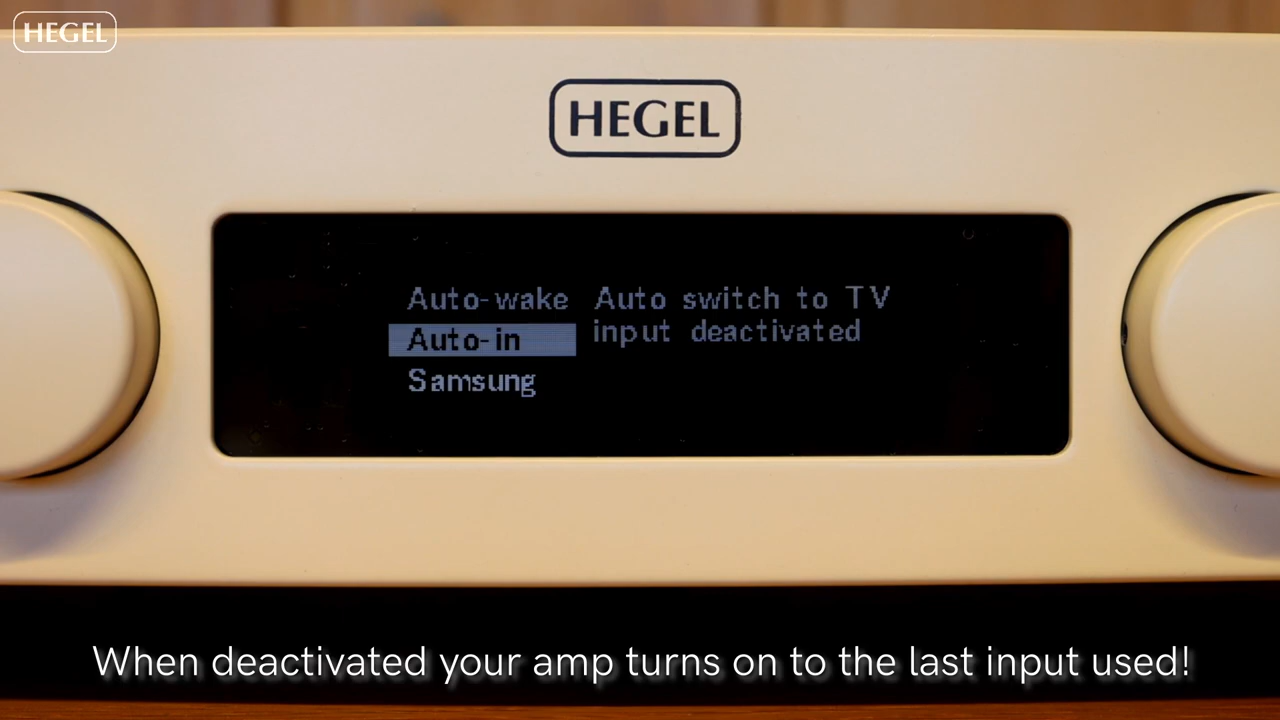 HEGEL
HEGEL
Auto-wake
Auto-in
Samsung
Auto switch to TV
input deactivated
When deactivated your amp turns on to the last input used!